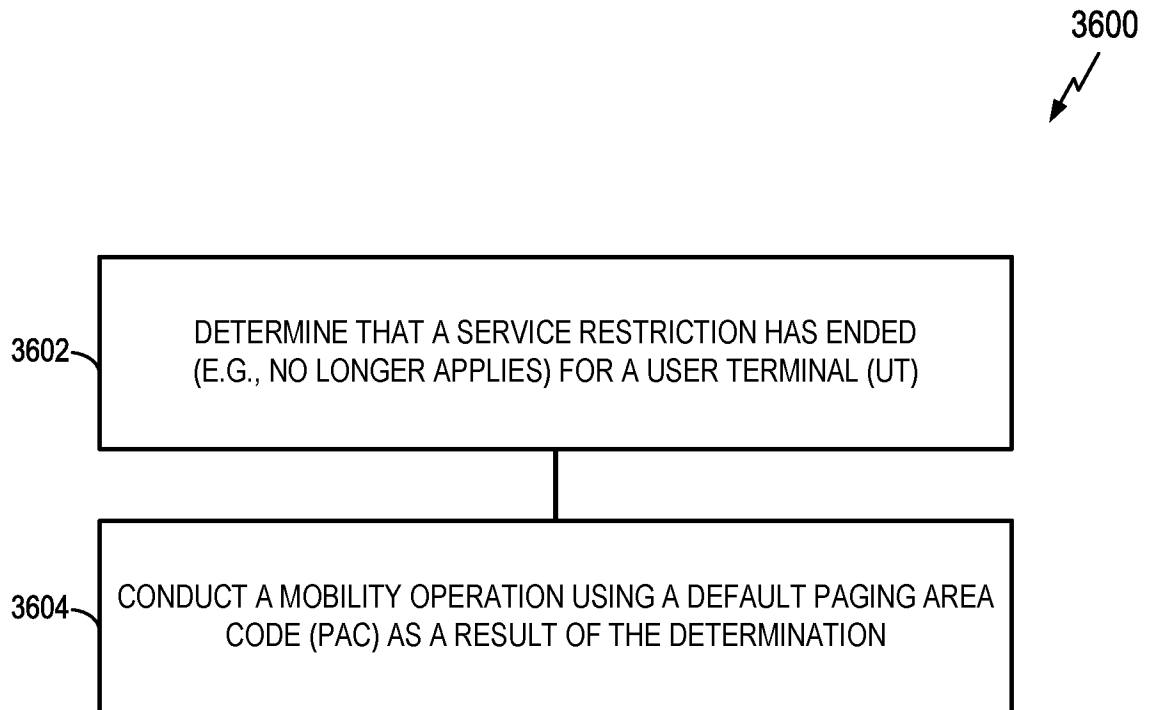 3600
3602
DETERMINE THAT A SERVICE RESTRICTION HAS ENDED
(E.G., NO LONGER APPLIES) FOR A USER TERMINAL (UT)
3604
CONDUCT A MOBILITY OPERATION USING A DEFAULT PAGING AREA
CODE (PAC) AS A RESULT OF THE DETERMINATION